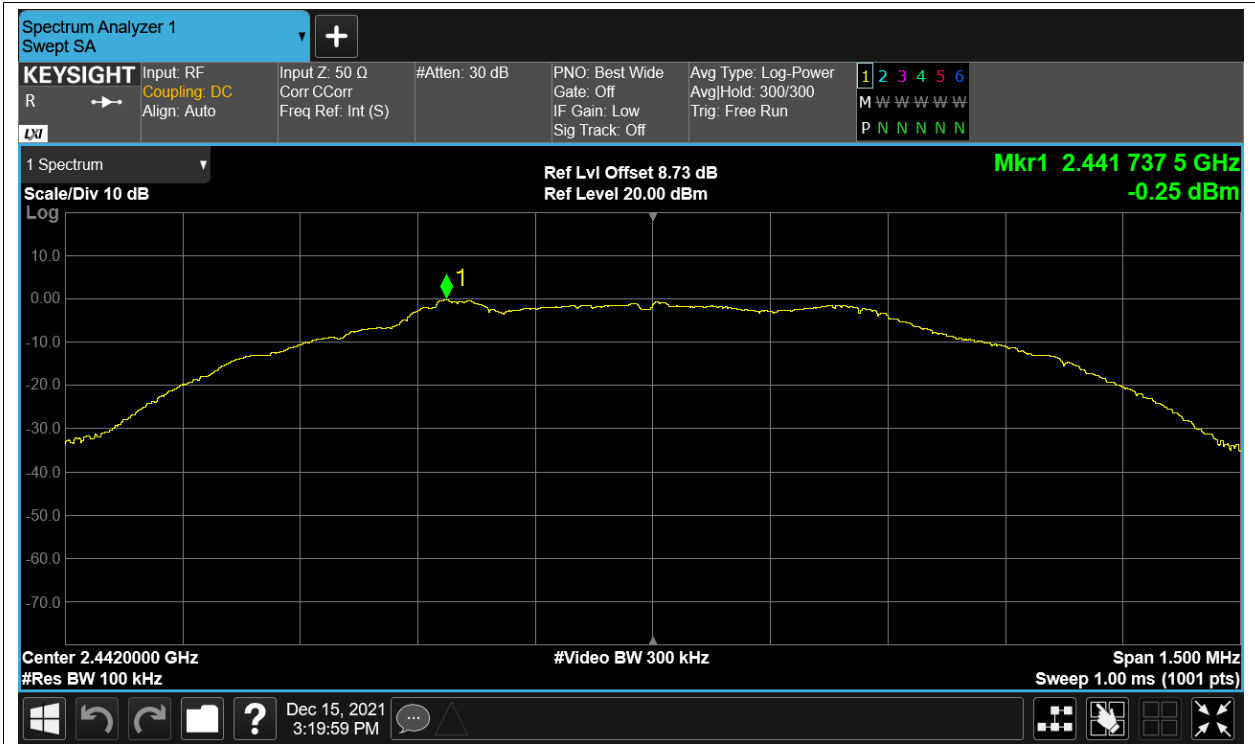 Spectrum Analyzer 1
Swept SA
KEYSIGHT
R
LXI
Input: RF
Coupling: DC
Align: Auto
Input Z: 50 Ω
Corr CCorr
Freq Ref: Int (S)
#Atten: 30 dB
PNO: Best Wide
Gate: Off
IF Gain: Low
Sig Track: Off
Avg Type: Log-Power
Avg|Hold: 300/300
Trig: Free Run
1 2 3 4 5 6
M W W W W W
P N N N N N
1 Spectrum
Scale/Div 10 dB
Log
Ref Lvl Offset 8.73 dB
Ref Level 20.00 dBm
Mkr1 2.441 737 5 GHz
-0.25 dBm
1
10.0
0.00
-10.0
-20.0
-30.0
-40.0
-50.0
-60.0
-70.0
Center 2.4420000 GHz
#Res BW 100 kHz
#Video BW 300 kHz
Span 1.500 MHz
Sweep 1.00 ms (1001 pts)
?
Dec 15, 2021
3:19:59 PM